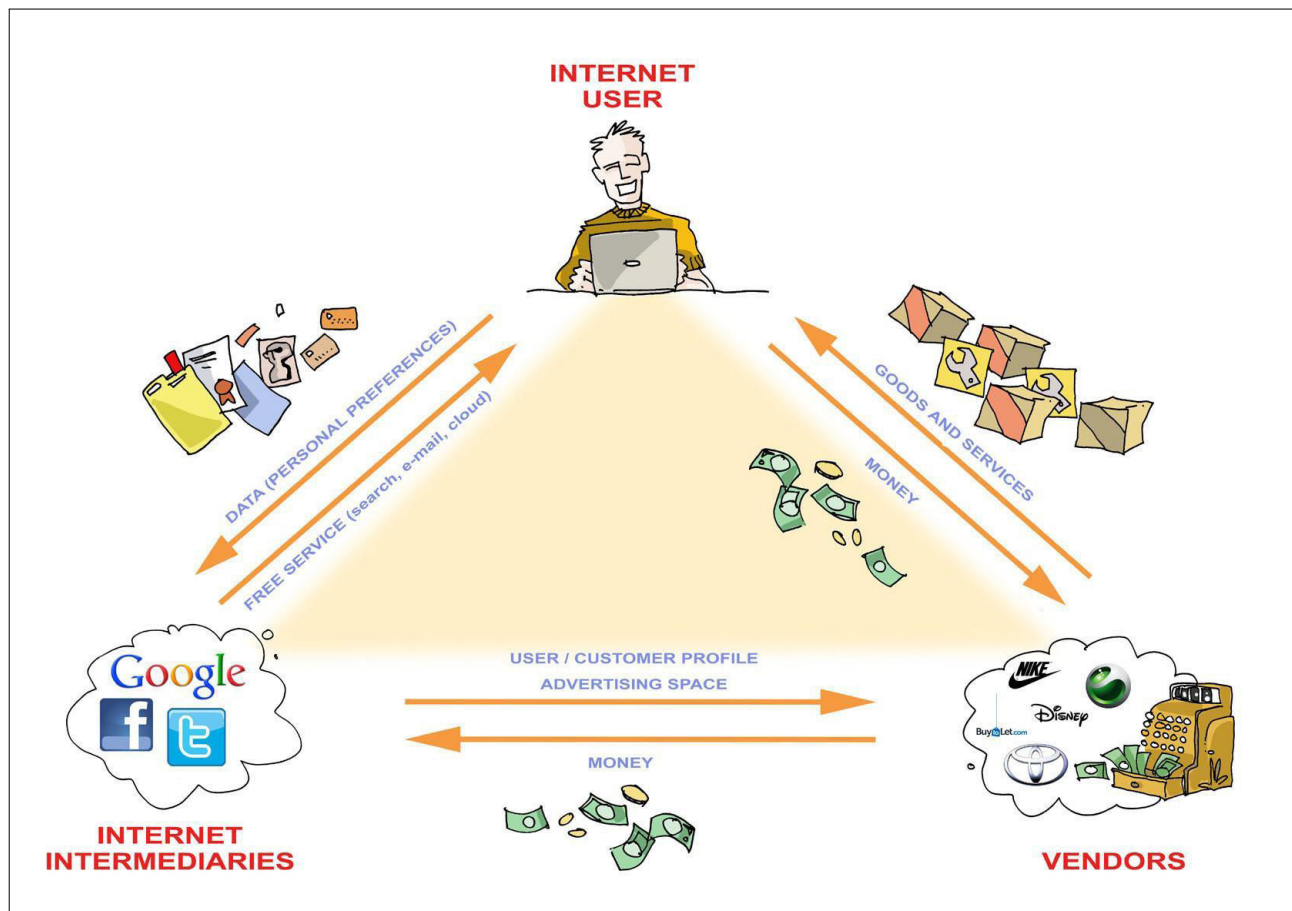 INTERNET
USER
DATA (PERSONAL PREFERENCES)
FREE SERVICE (search, e-mail, cloud)
GOODS AND SERVICES
MONEY
Google
f
t
USER / CUSTOMER PROFILE
ADVERTISING SPACE
MONEY
NIKE
Disney
BuytoLet.com
INTERNET
INTERMEDIARIES
VENDORS